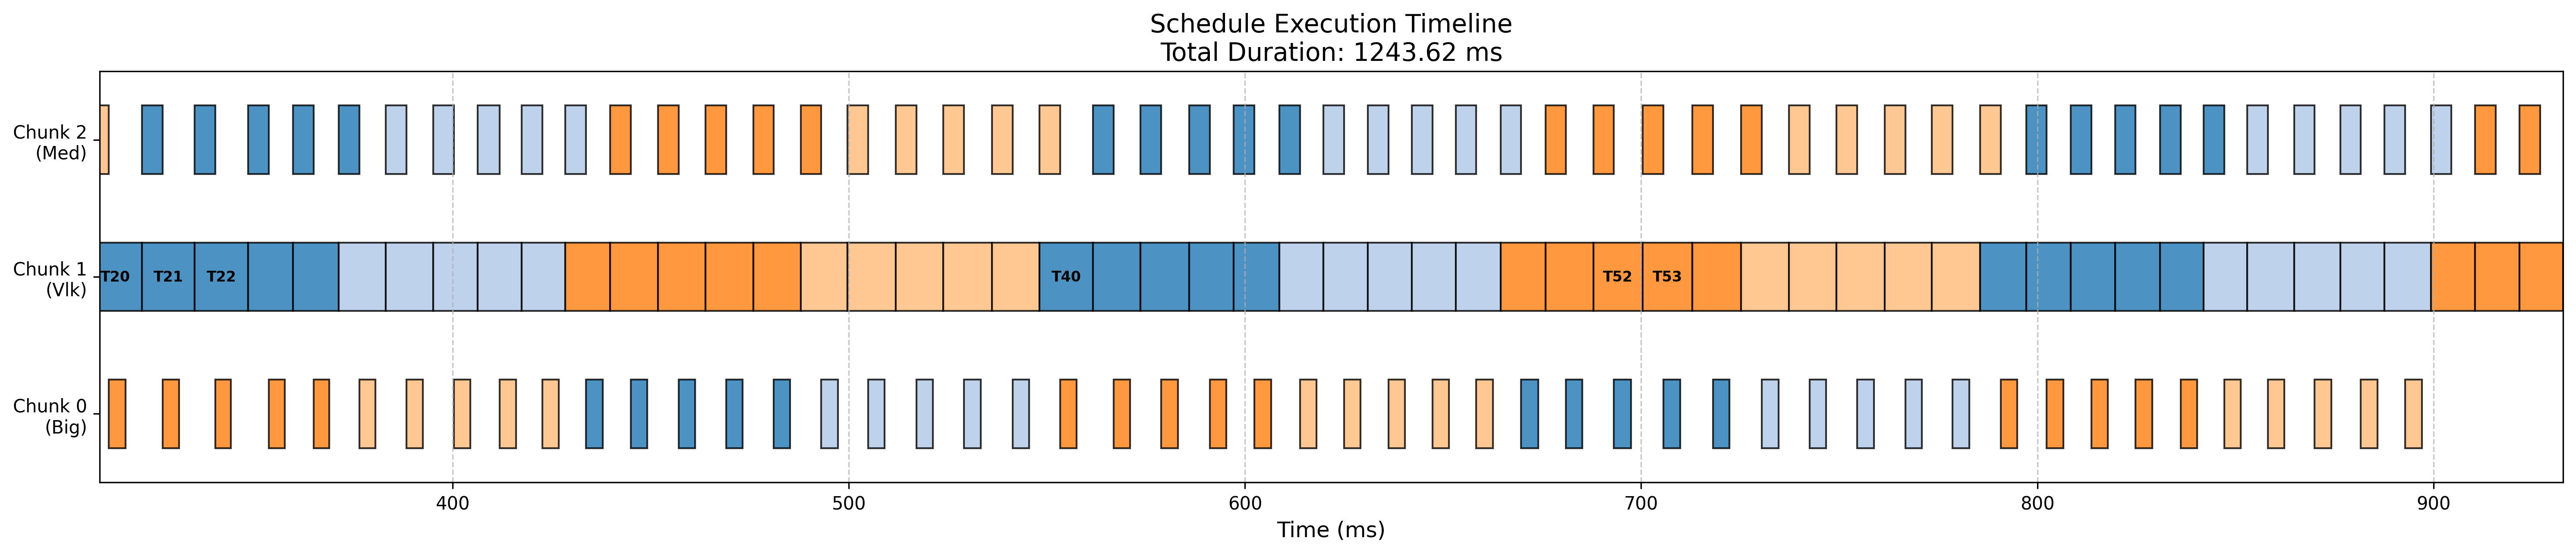 Schedule Execution Timeline
Total Duration: 1243.62 ms
Chunk 2
(Med)
Chunk 1
(Vlk)
T20
T21
T22
T40
T52
T53
Chunk 0
(Big)
400
500
600
700
800
900
Time (ms)